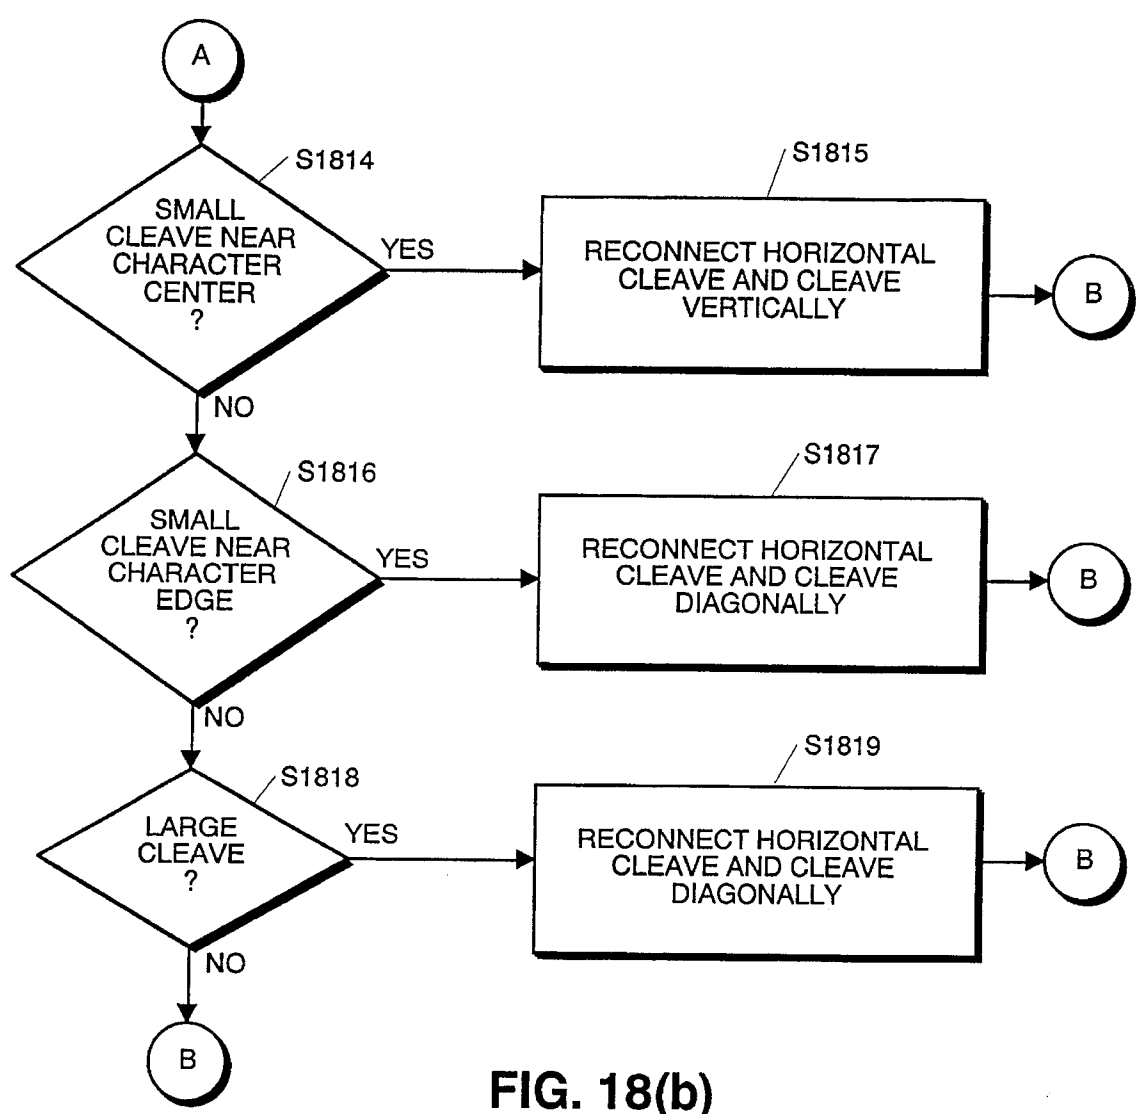 A
S1814
SMALL
CLEAVE NEAR
CHARACTER
CENTER
?
YES
NO
S1815
RECONNECT HORIZONTAL
CLEAVE AND CLEAVE
VERTICALLY
B
S1816
SMALL
CLEAVE NEAR
CHARACTER
EDGE
?
YES
NO
S1817
RECONNECT HORIZONTAL
CLEAVE AND CLEAVE
DIAGONALLY
B
S1818
LARGE
CLEAVE
?
YES
NO
S1819
RECONNECT HORIZONTAL
CLEAVE AND CLEAVE
DIAGONALLY
B
B
FIG. 18(b)